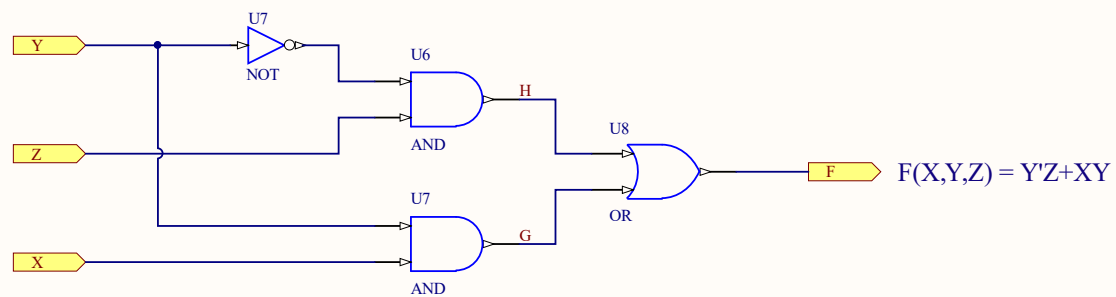 U7
Y
NOT
U6
H
AND
Z
U8
F
F(X,Y,Z) = Y'Z+XY
OR
U7
G
X
AND